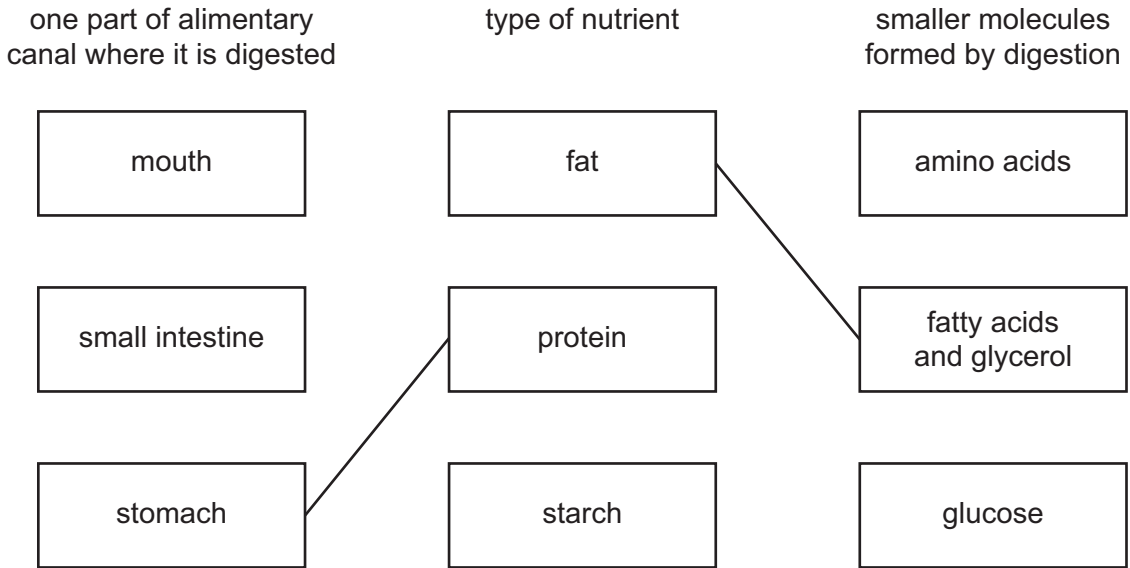 one part of alimentary
canal where it is digested
type of nutrient
smaller molecules
formed by digestion
mouth
fat
amino acids
small intestine
protein
fatty acids
and glycerol
stomach
starch
glucose